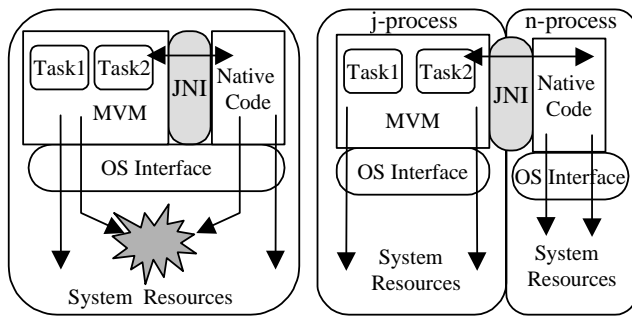 Task1
Task2
JNI
Native
Code
MVM
OS Interface
System Resources
j-process
n-process
Task1
Task2
JNI
Native
Code
MVM
OS Interface
OS Interface
System
Resources
System
Resources